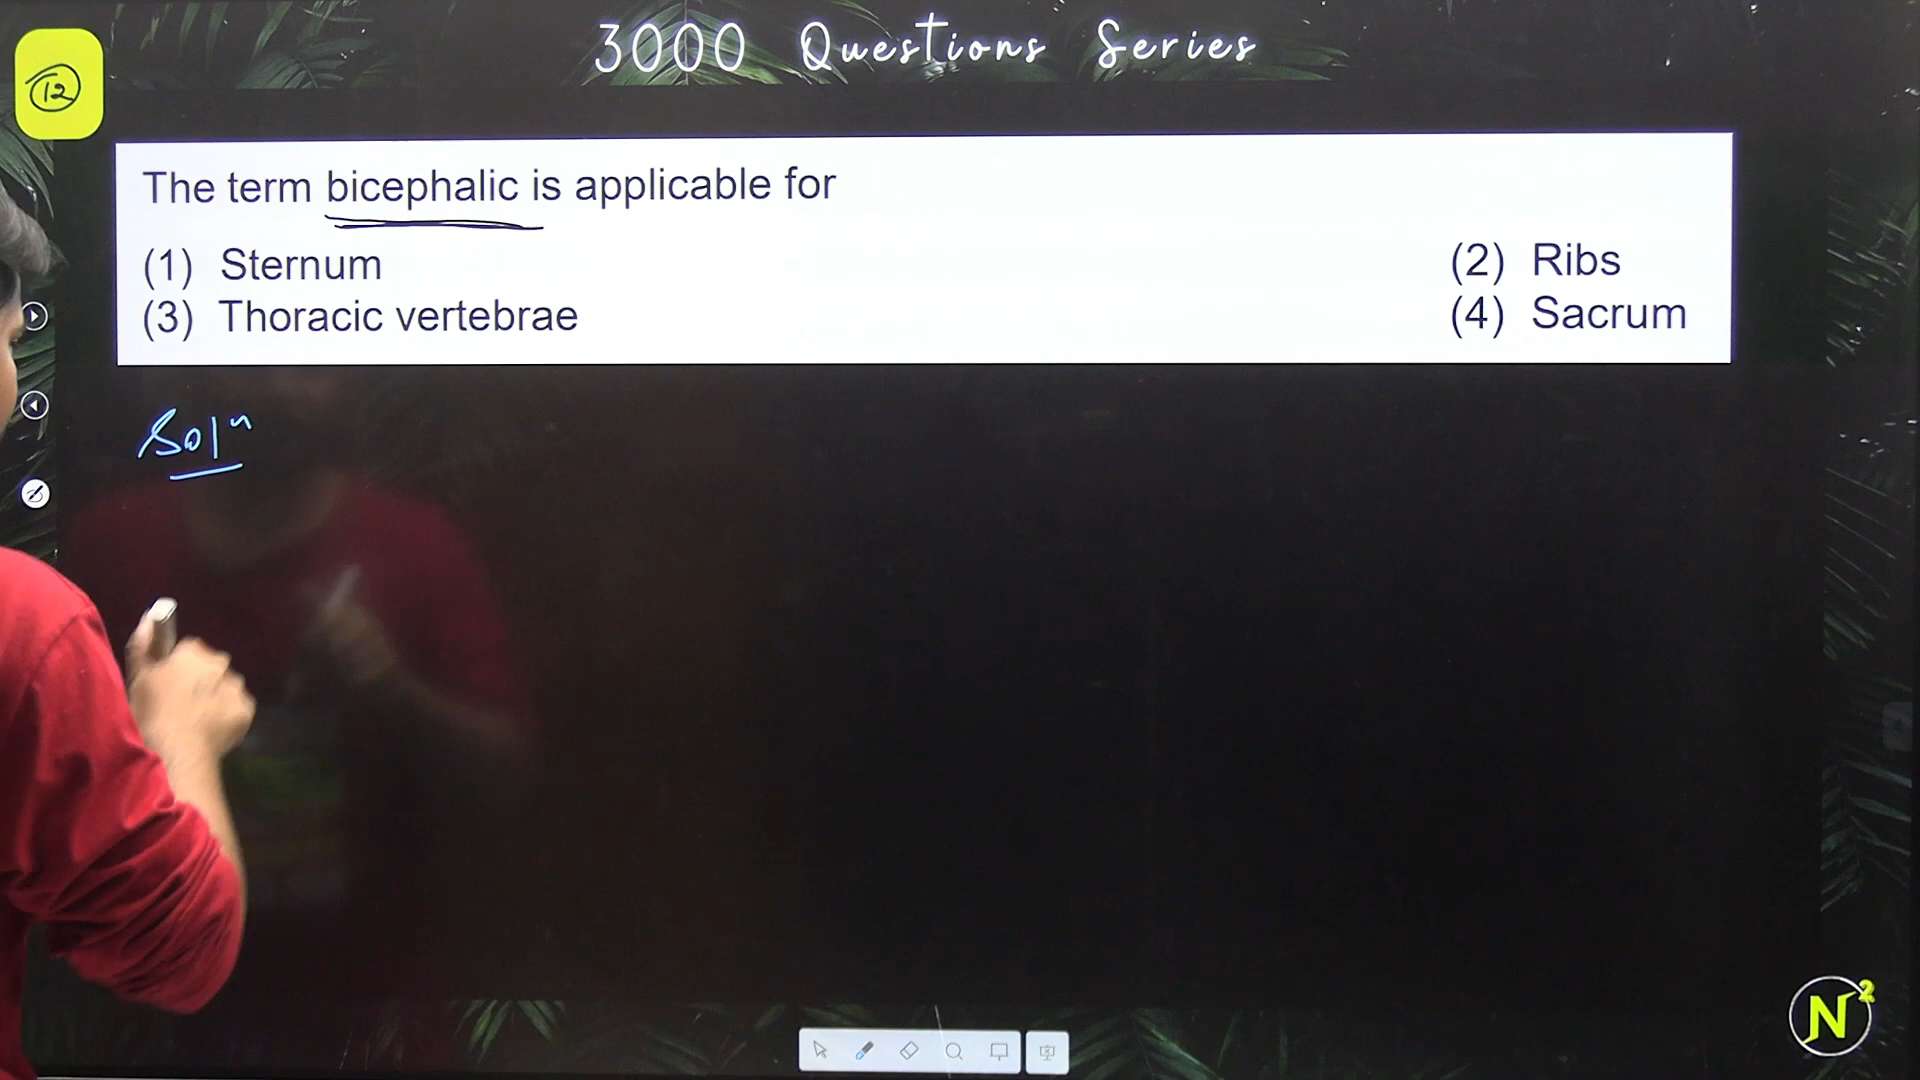 3000 Questions Series
12
The term bicephalic is applicable for
(1) Sternum
(2) Ribs
(3) Thoracic vertebrae
(4) Sacrum
Solⁿ
N²